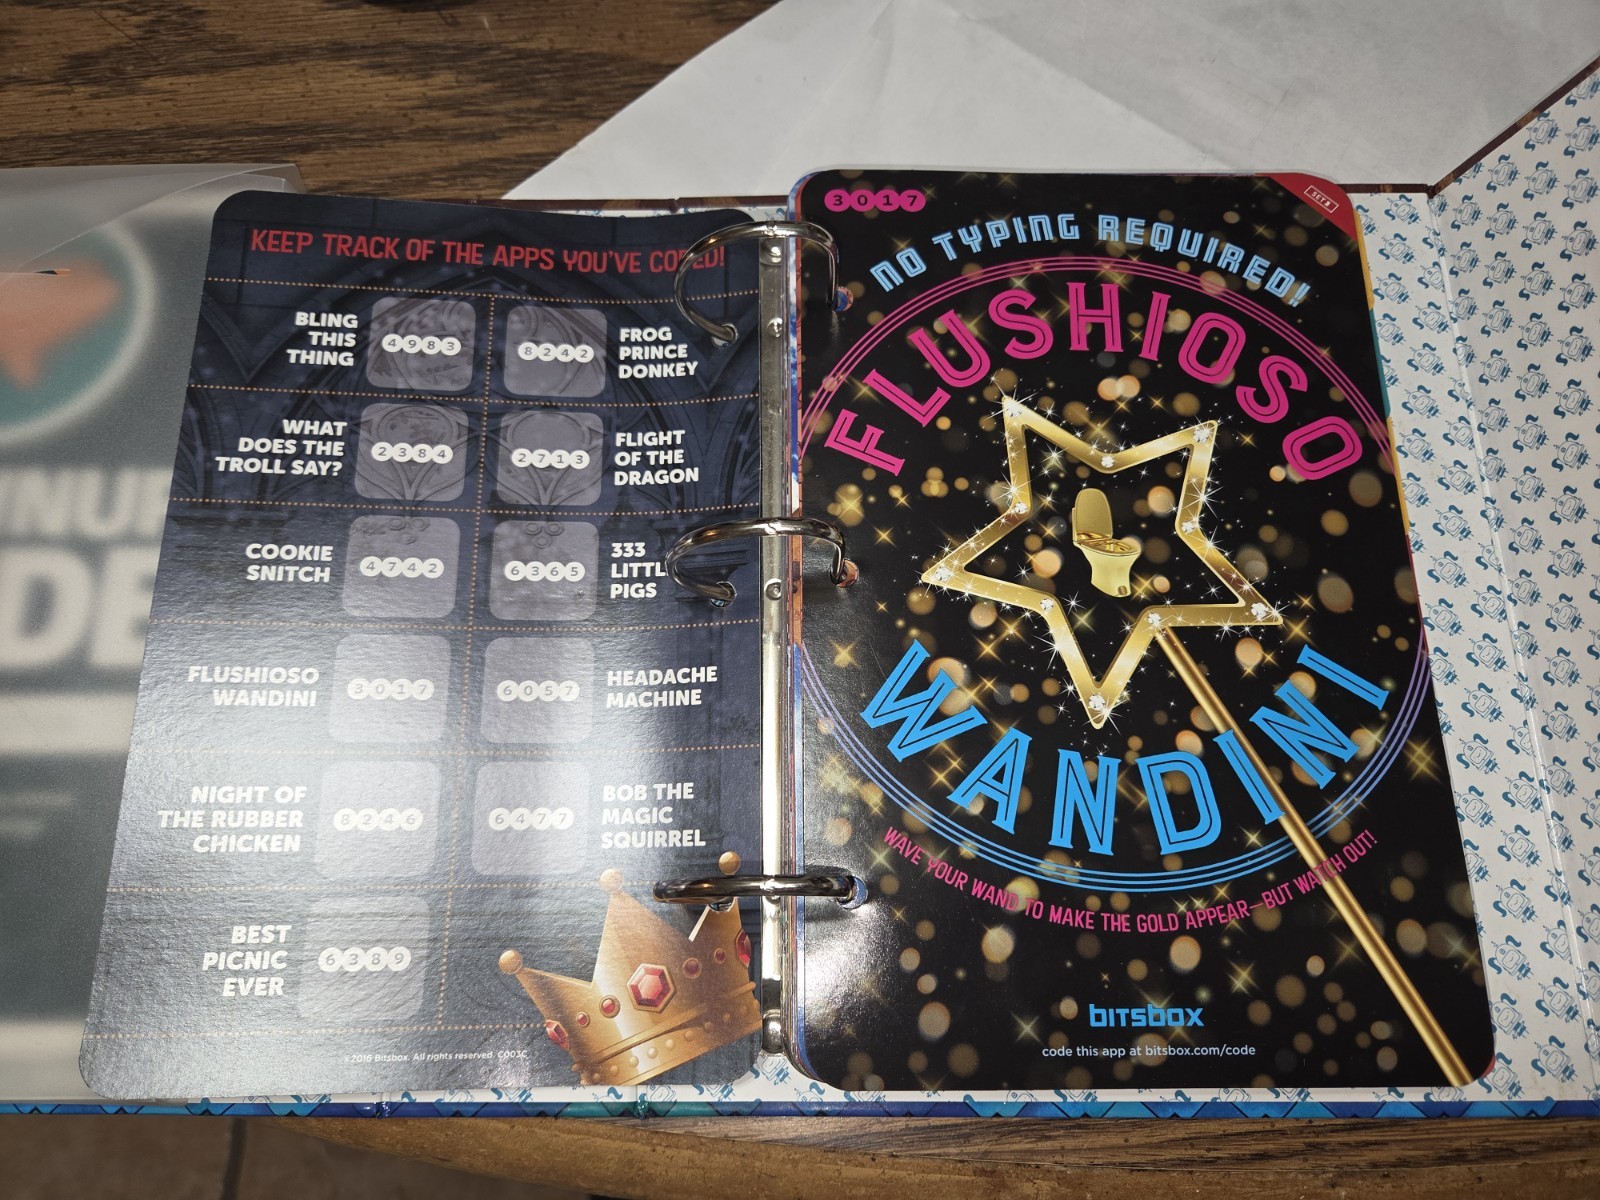 KEEP TRACK OF THE APPS YOU'VE CODED!
BLING
THIS
THING
4983
8242
FROG
PRINCE
DONKEY
WHAT
DOES THE
TROLL SAY?
2384
2713
FLIGHT
OF THE
DRAGON
COOKIE
SNITCH
4742
6365
333
LITTLE
PIGS
FLUSHIOSO
WANDINI
3017
6057
HEADACHE
MACHINE
NIGHT OF
THE RUBBER
CHICKEN
8246
6477
BOB THE
MAGIC
SQUIRREL
BEST
PICNIC
EVER
6389
©2016 Bitsbox. All rights reserved. C003C
3017
NO TYPING REQUIRED!
FLUSHIOSO
WANDINI
WAVE YOUR WAND TO MAKE THE GOLD APPEAR—BUT WATCH OUT!
bitsbox
code this app at bitsbox.com/code